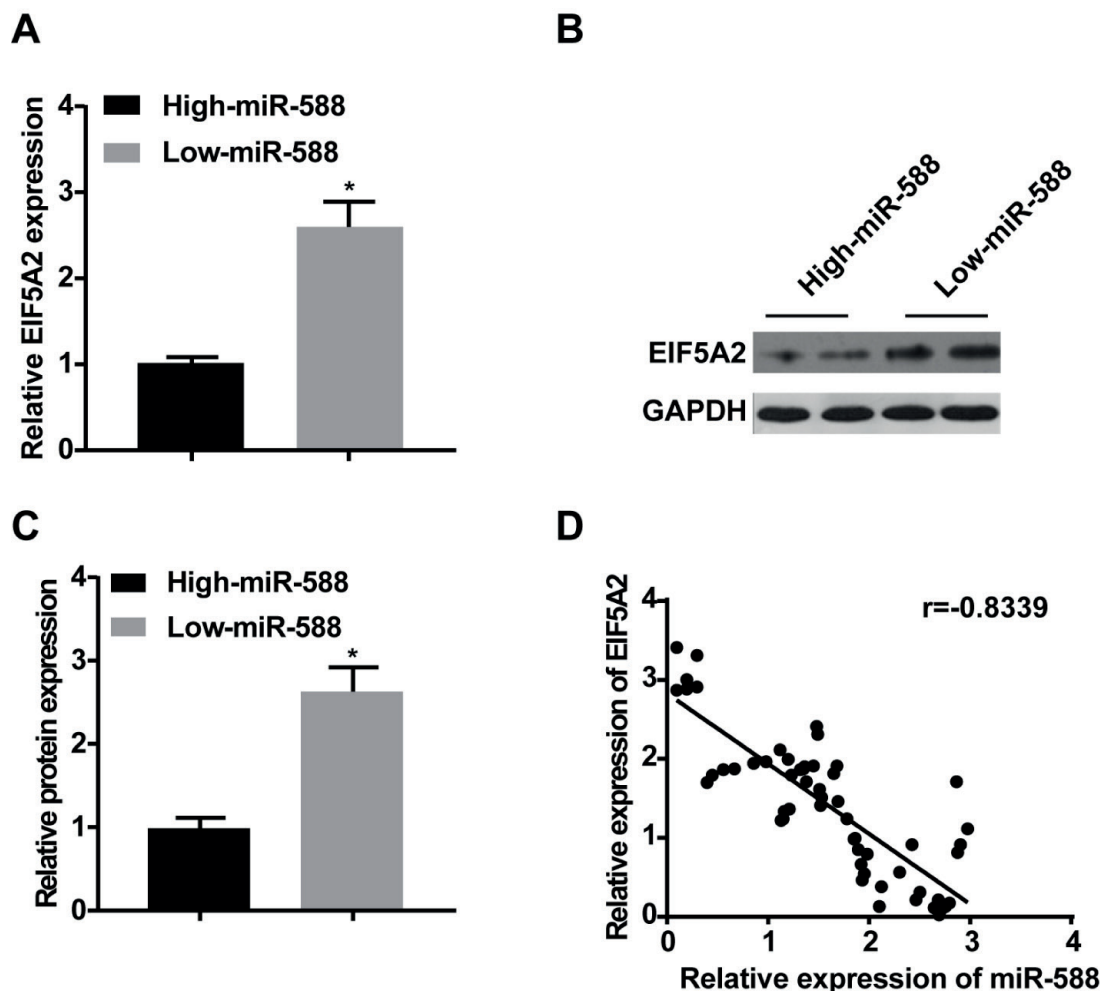 A
Relative EIF5A2 expression
4
3
2
1
0
High-miR-588
Low-miR-588
*
B
High-miR-588
Low-miR-588
EIF5A2
GAPDH
C
Relative protein expression
4
3
2
1
0
High-miR-588
Low-miR-588
*
D
Relative expression of EIF5A2
4
3
2
1
0
r=-0.8339
0 1 2 3 4
Relative expression of miR-588